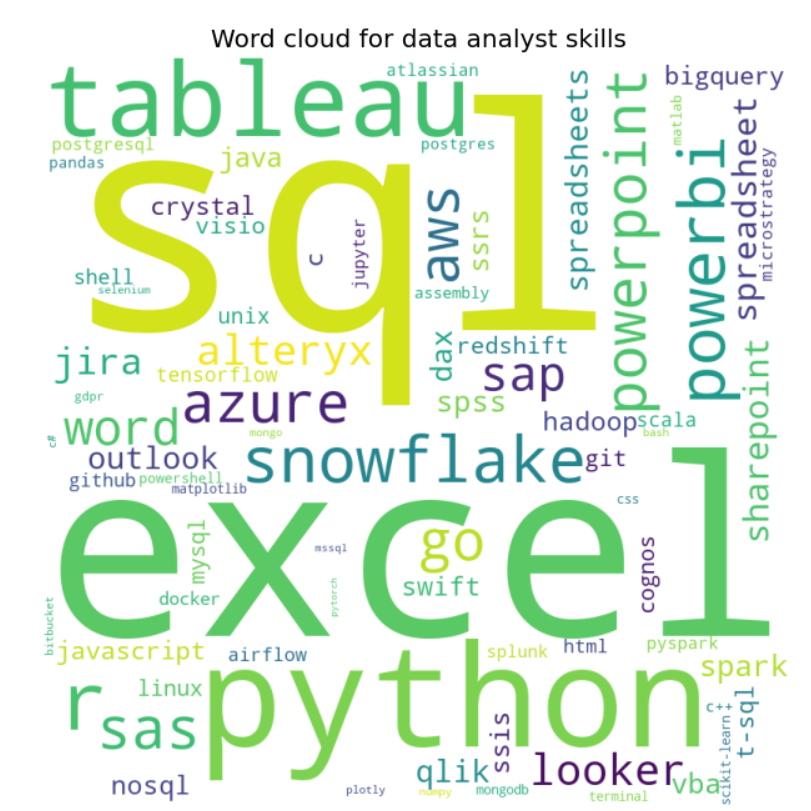 Word cloud for data analyst skills
tableau
atlassian
bigquery
sql
postgresql
postgres
pandas
java
spreadsheets
powerpoint
matlab
powerbi
spreadsheet
microstrategy
crystal
visio
c
jupyter
aws
ssrs
shell
selenium
assembly
unix
jira
alteryx
tensorflow
dax
redshift
sap
sharepoint
gdpr
azure
spss
word
mongo
hadoop
scala
bash
c#
outlook
snowflake
git
github
powershell
matplotlib
excel
css
mysql
mssql
go
cognos
swift
docker
pytorch
bitbucket
javascript
airflow
splunk
html
pyspark
python
spark
r
linux
sas
ssis
c++
t-sql
scikit-learn
nosql
plotly
qlik
numpy
mongodb
looker
terminal
vba